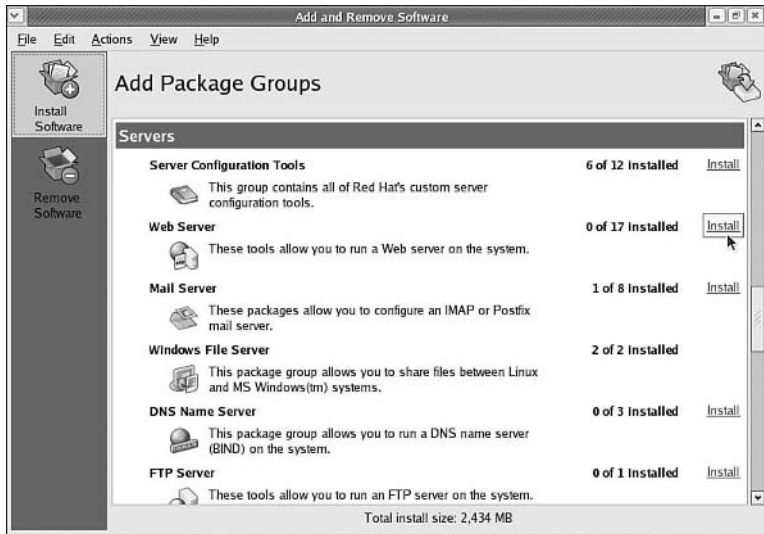 Add and Remove Software
File Edit Actions View Help
Install
Software
Remove
Software
Add Package Groups
Servers
Server Configuration Tools 6 of 12 Installed Install
This group contains all of Red Hat's custom server
configuration tools.
Web Server 0 of 17 Installed Install
These tools allow you to run a Web server on the system.
Mail Server 1 of 8 Installed Install
These packages allow you to configure an IMAP or Postfix
mail server.
Windows File Server 2 of 2 Installed
This package group allows you to share files between Linux
and MS Windows(tm) systems.
DNS Name Server 0 of 3 Installed Install
This package group allows you to run a DNS name server
(BIND) on the system.
FTP Server 0 of 1 Installed Install
These tools allow you to run an FTP server on the system.
Total install size: 2,434 MB